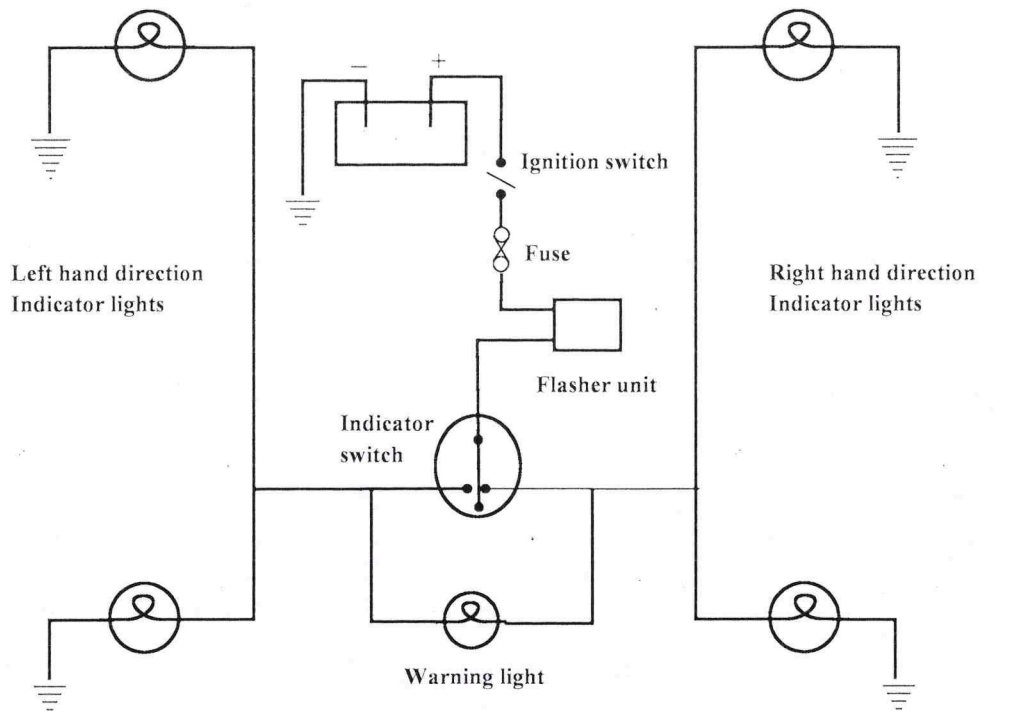 − +
Ignition switch
Fuse
Left hand direction
Indicator lights
Right hand direction
Indicator lights
Flasher unit
Indicator
switch
Warning light